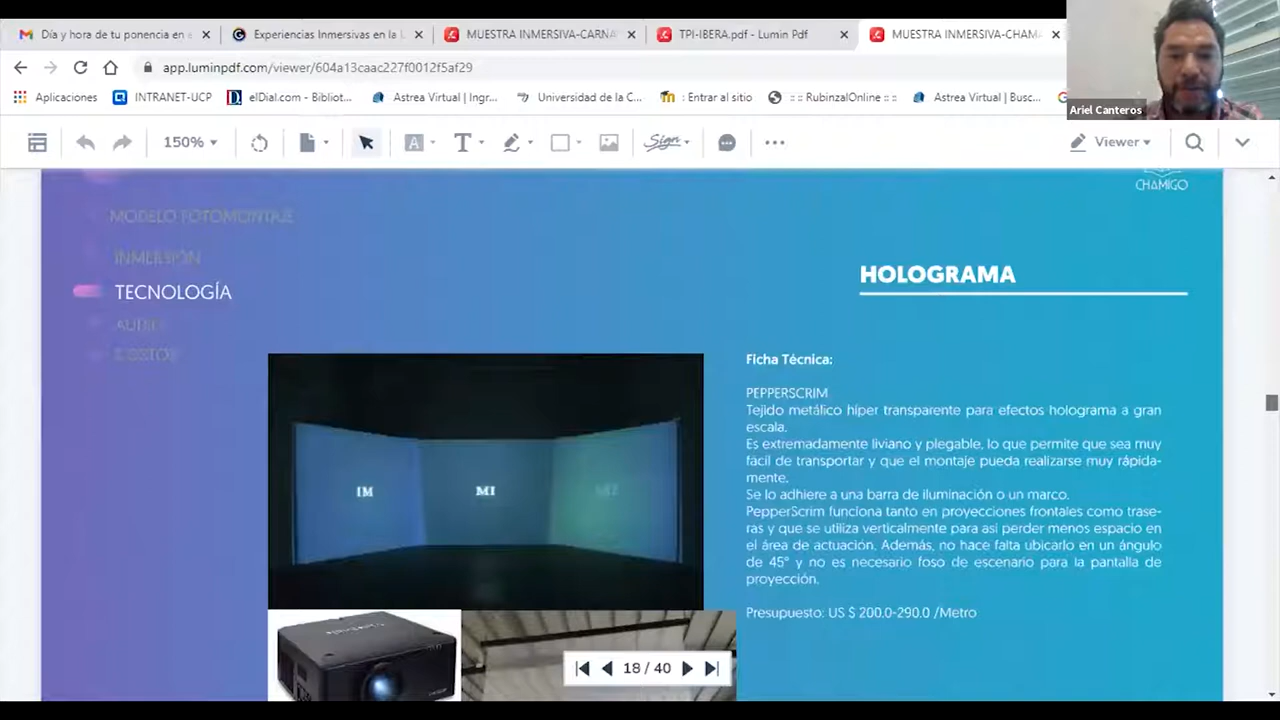 Día y hora de tu ponencia en
Experiencias Inmersivas en la L
MUESTRA INMERSIVA-CARNA
TPI-IBERA.pdf - Lumin Pdf
MUESTRA INMERSIVA-CHAM
app.luminpdf.com/viewer/604a13caac227f0012f5af29
Aplicaciones
INTRANET-UCP
elDial.com - Bibliot...
Astrea Virtual | Ingr...
Universidad de la C...
: Entrar al sitio
:: RubinzalOnline ::
Astrea Virtual | Busc...
Ariel Canteros
150%
Sign
Viewer
CHAMIGO
MODELO FOTOMONTAJE
INMERSIÓN
TECNOLOGÍA
AUDIO
COSTOS
HOLOGRAMA
IM
MI
Ficha Técnica:
PEPPERSCRIM
Tejido metálico híper transparente para efectos holograma a gran
escala.
Es extremadamente liviano y plegable, lo que permite que sea muy
fácil de transportar y que el montaje pueda realizarse muy rápida-
mente.
Se lo adhiere a una barra de iluminación o un marco.
PepperScrim funciona tanto en proyecciones frontales como trase-
ras y que se utiliza verticalmente para así perder menos espacio en
el área de actuación. Además, no hace falta ubicarlo en un ángulo
de 45° y no es necesario foso de escenario para la pantalla de
proyección.
Presupuesto: US $ 200.0-290.0 /Metro
18 / 40